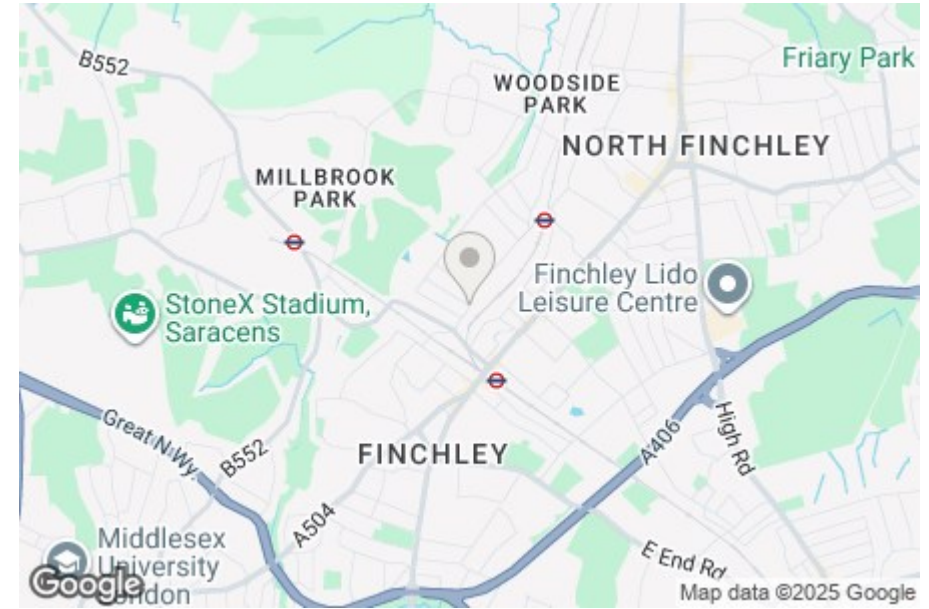 B552
Friary Park
WOODSIDE
PARK
NORTH FINCHLEY
MILLBROOK
PARK
Finchley Lido
Leisure Centre
StoneX Stadium,
Saracens
Great N Wy.
B552
FINCHLEY
A406
High Rd
A504
E End Rd
Middlesex
University
London
Google
Map data ©2025 Google